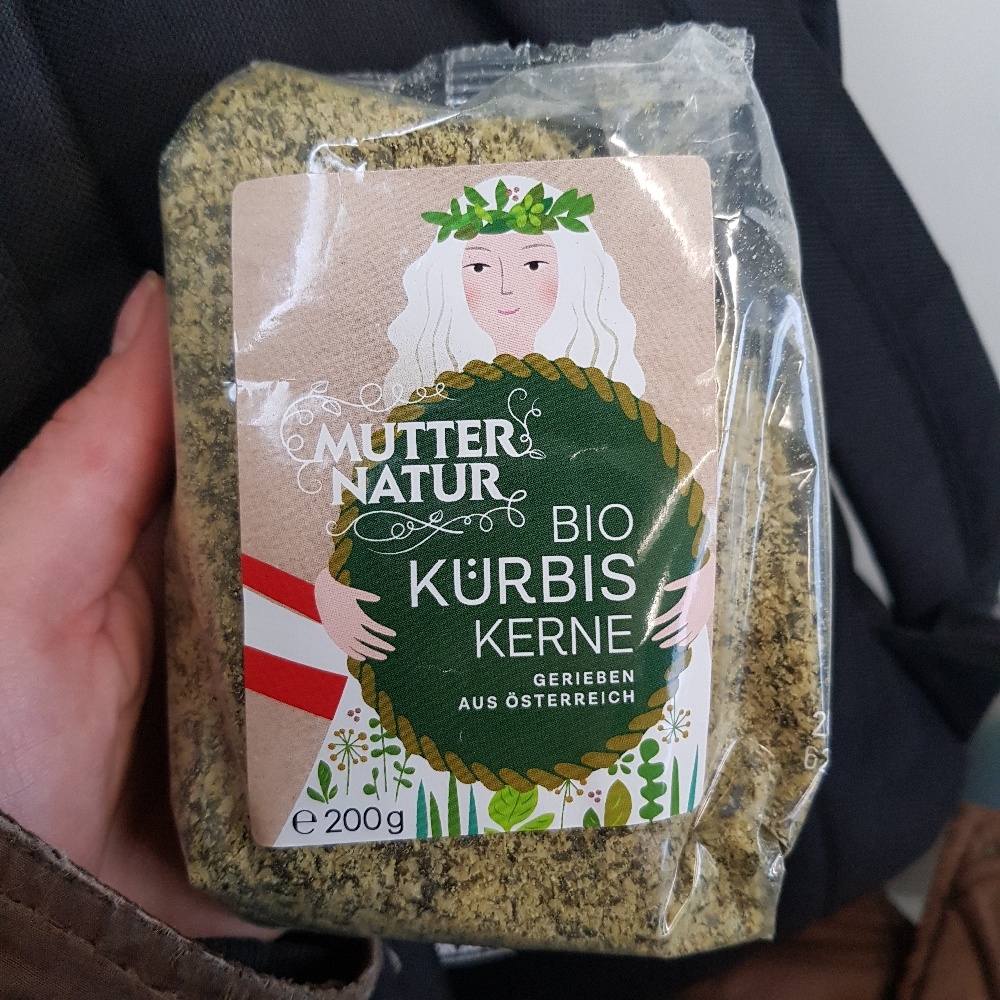 MUTTER
NATUR
BIO
KÜRBIS
KERNE
GERIEBEN
AUS ÖSTERREICH
℮ 200g